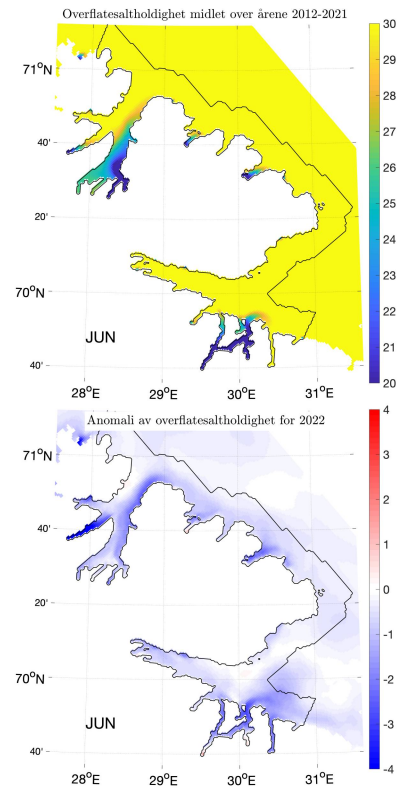 Overflatesaltholdighet midlet over årene 2012-2021
30
71°N
29
28
40'
27
26
20'
25
24
23
70°N
22
JUN
21
40'
20
28°E 29°E 30°E 31°E
4
Anomali av overflatesaltholdighet for 2022
71°N
3
2
40'
1
20'
0
-1
70°N
-2
JUN
-3
40'
-4
28°E 29°E 30°E 31°E